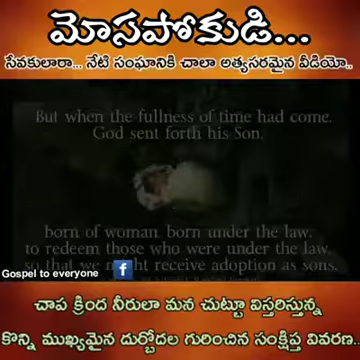 మోసపోకుడి...
సేవకులారా... నేటి సంఘానికి చాలా అత్యసరమైన వీడియో..
But when the fullness of time had come.
God sent forth his Son,
born of woman, born under the law.
to redeem those who were under the law.
so that we might receive adoption as sons.
Gospel to everyone
చాప క్రింద నీరులా మన చుట్టూ విస్తరిస్తున్న
కొన్ని ముఖ్యమైన దుర్భోదల గురించిన సంక్షిప్త వివరణ..